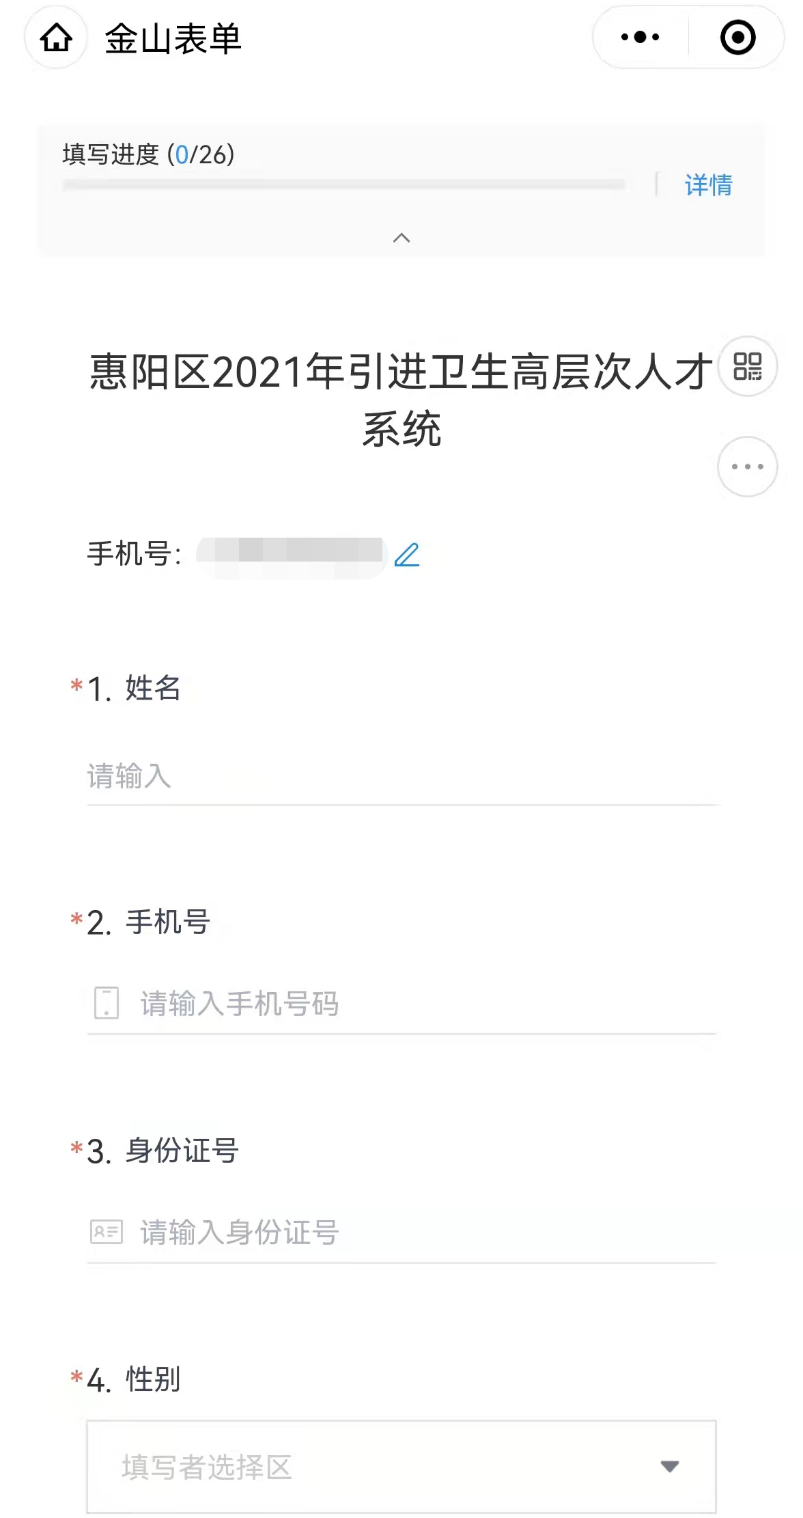 金山表单
填写进度 (0/26)
详情
惠阳区2021年引进卫生高层次人才
系统
手机号:
*1. 姓名
请输入
*2. 手机号
请输入手机号码
*3. 身份证号
请输入身份证号
*4. 性别
填写者选择区